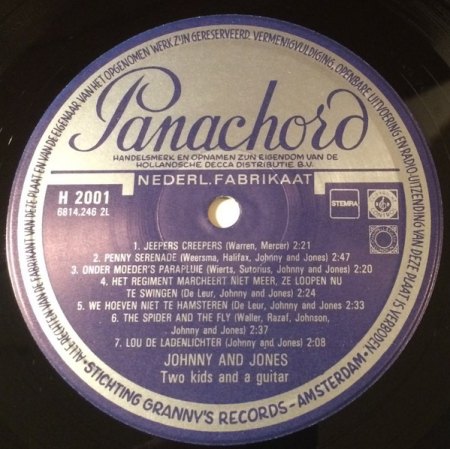 ALLE RECHTEN VAN DE FABRIKANT VAN DEZE PLAAT EN VAN DE EIGENAAR VAN HET OPGENOMEN WERK ZIJN GERESERVEERD. VERMENIGVULDIGING, OPENBARE UITVOERING EN RADIO-UITZENDING VAN DEZE PLAAT IS VERBODEN
Panachord
HANDELSMERK EN OPNAMEN ZIJN EIGENDOM VAN DE
HOLLANDSCHE DECCA DISTRIBUTIE B.V.
NEDERL. FABRIKAAT
H 2001
6814.246 2L
STEMRA
1. JEEPERS CREEPERS (Warren, Mercer) 2:21
2. PENNY SERENADE (Weersma, Halifax, Johnny and Jones) 2:47
3. ONDER MOEDER'S PARAPLUIE (Wierts, Sutorius, Johnny and Jones) 2:20
4. HET REGIMENT MARCHEERT NIET MEER, ZE LOOPEN NU
TE SWINGEN (De Leur, Johnny and Jones) 2:24
5. WE HOEVEN NIET TE HAMSTEREN (De Leur, Johnny and Jones) 2:33
6. THE SPIDER AND THE FLY (Waller, Razaf, Johnson,
Johnny and Jones) 2:37
7. LOU DE LADENLICHTER (Johnny and Jones) 2:08
JOHNNY AND JONES
Two kids and a guitar
- STICHTING GRANNY'S RECORDS - AMSTERDAM -